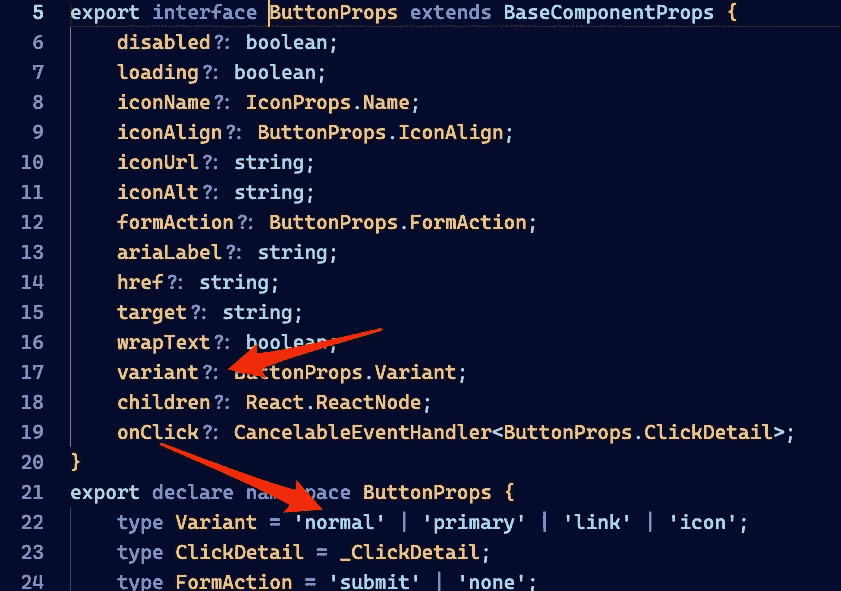 5 export interface ButtonProps extends BaseComponentProps {
6 disabled?: boolean;
7 loading?: boolean;
8 iconName?: IconProps.Name;
9 iconAlign?: ButtonProps.IconAlign;
10 iconUrl?: string;
11 iconAlt?: string;
12 formAction?: ButtonProps.FormAction;
13 ariaLabel?: string;
14 href?: string;
15 target?: string;
16 wrapText?: boolean;
17 variant?: ButtonProps.Variant;
18 children?: React.ReactNode;
19 onClick?: CancelableEventHandler<ButtonProps.ClickDetail>;
20 }
21 export declare namespace ButtonProps {
22 type Variant = 'normal' | 'primary' | 'link' | 'icon';
23 type ClickDetail = _ClickDetail;
24 type FormAction = 'submit' | 'none';